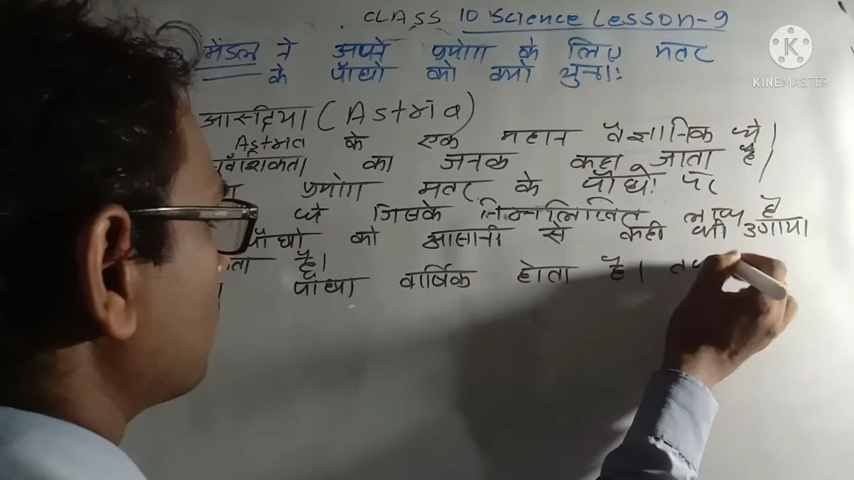 CLASS 10 Science Lesson-9
मेंडल ने अपने प्रयोग के लिए मटर
के पौधो को क्यो चुना:
KINEMASTER
आस्ट्रिया (Astria)
Astria के एक महान वैज्ञानिक थे।
का जनक कहा जाता है।
प्रयोग मटर के पौधो पर
थे जिसके निम्नलिखित लाभ है
पौधो को आसानी से कही भी उगाया
है।
पौधा वार्षिक होता है।